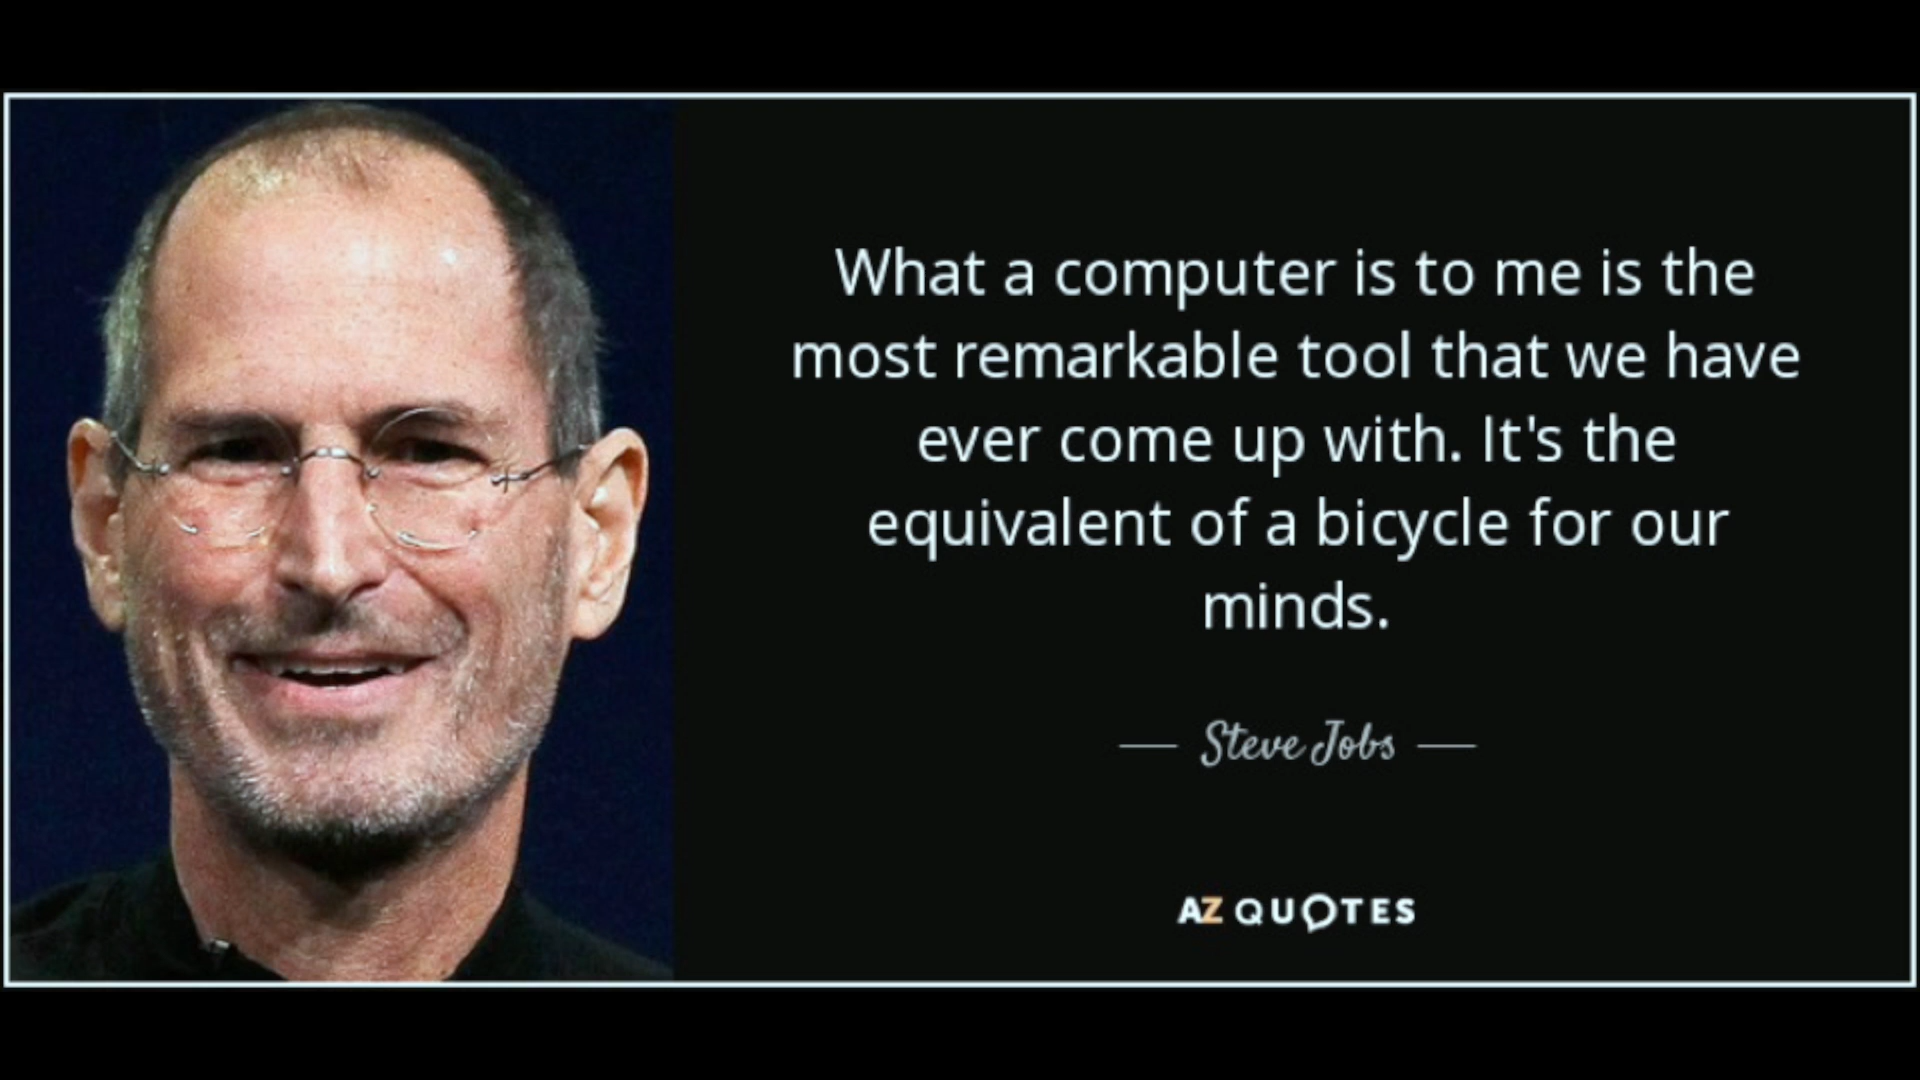 What a computer is to me is the
most remarkable tool that we have
ever come up with. It's the
equivalent of a bicycle for our
minds.
Steve Jobs
AZ QUOTES